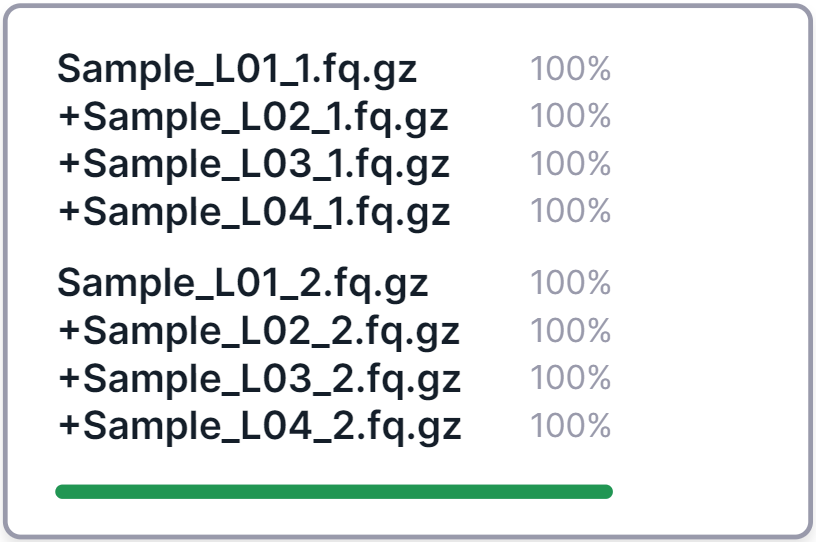 Sample_L01_1.fq.gz 100%
+Sample_L02_1.fq.gz 100%
+Sample_L03_1.fq.gz 100%
+Sample_L04_1.fq.gz 100%
Sample_L01_2.fq.gz 100%
+Sample_L02_2.fq.gz 100%
+Sample_L03_2.fq.gz 100%
+Sample_L04_2.fq.gz 100%